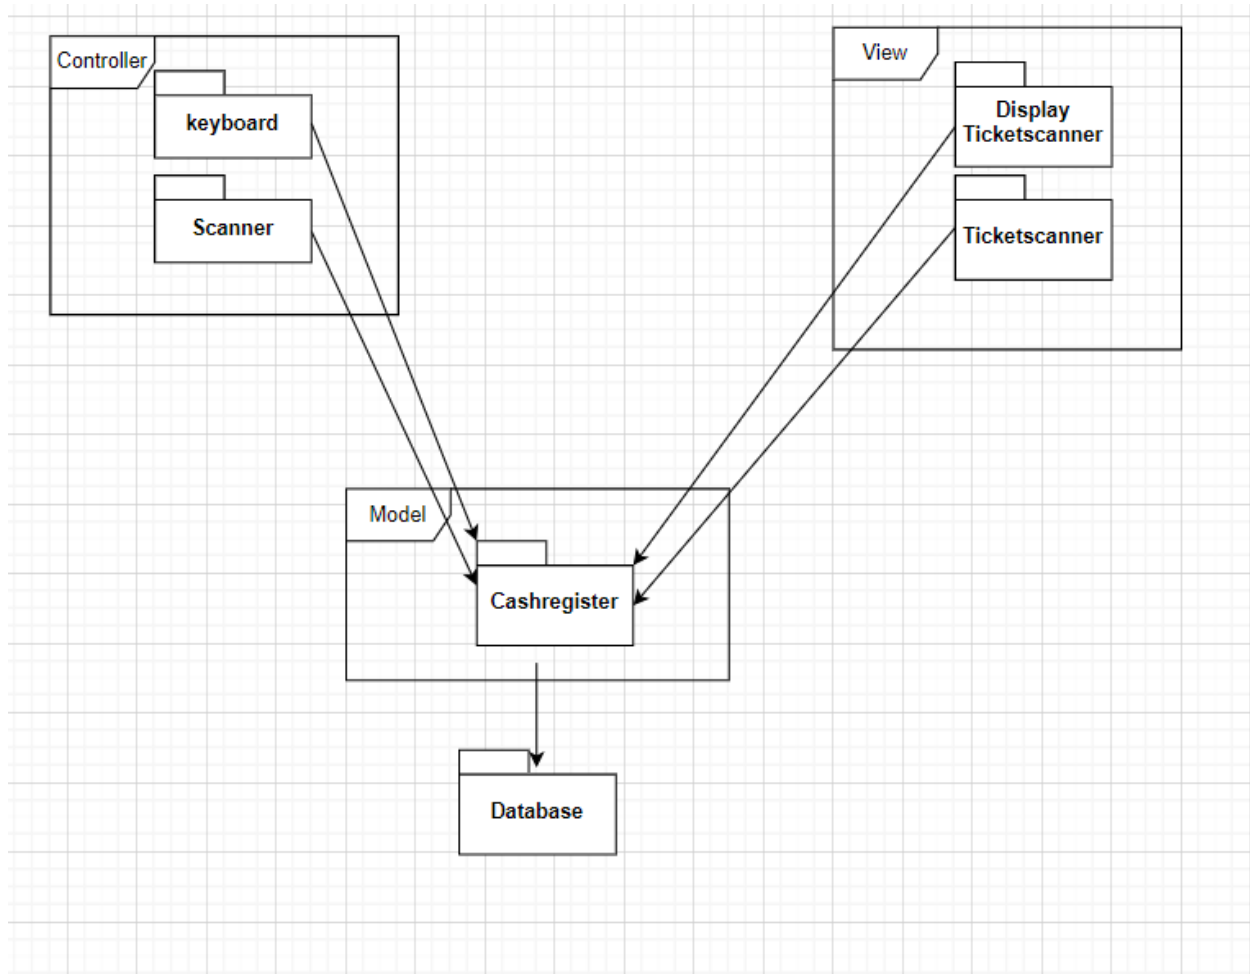 Controller
keyboard
Scanner
View
Display
Ticketscanner
Ticketscanner
Model
Cashregister
Database